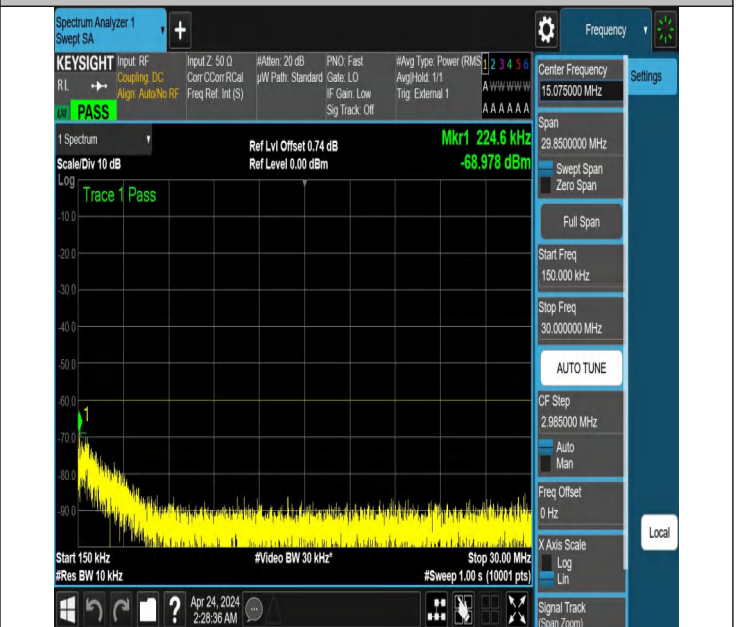 Spectrum Analyzer 1
Swept SA
+
Frequency
KEYSIGHT
RL
PASS
Input: RF
Coupling: DC
Align: Auto/No RF
Input Z: 50 Ω
Corr CCorr RCal
Freq Ref: Int (S)
#Atten: 20 dB
µW Path: Standard
PNO: Fast
Gate: LO
IF Gain: Low
Sig Track: Off
#Avg Type: Power (RMS
Avg|Hold: 1/1
Trig: External 1
1 2 3 4 5 6
A W W W W W
A A A A A A
1 Spectrum
Scale/Div 10 dB
Ref Lvl Offset 0.74 dB
Ref Level 0.00 dBm
Mkr1 224.6 kHz
-68.978 dBm
Log
Trace 1 Pass
-10.0
-20.0
-30.0
-40.0
-50.0
-60.0
1
-70.0
-80.0
-90.0
Start 150 kHz
#Res BW 10 kHz
#Video BW 30 kHz*
Stop 30.00 MHz
#Sweep 1.00 s (10001 pts)
Center Frequency
15.075000 MHz
Settings
Span
29.8500000 MHz
Swept Span
Zero Span
Full Span
Start Freq
150.000 kHz
Stop Freq
30.000000 MHz
AUTO TUNE
CF Step
2.985000 MHz
Auto
Man
Freq Offset
0 Hz
X Axis Scale
Log
Lin
Local
Signal Track
(Span Zoom)
?
Apr 24, 2024
2:28:36 AM